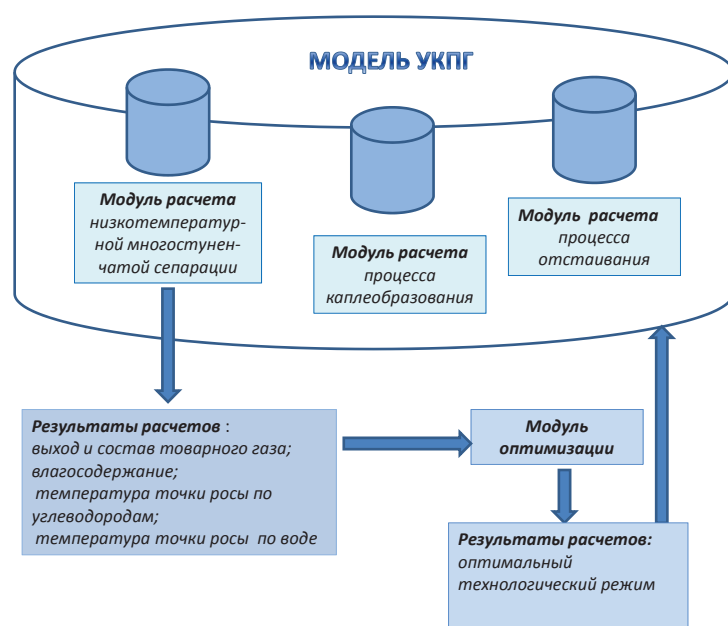 МОДЕЛЬ УКПГ
Модуль расчета
низкотемператур-
ной многостунен-
чатой сепарации
Модуль расчета
процесса
каплеобразования
Модуль расчета
процесса
отстаивания
Результаты расчетов :
выход и состав товарного газа;
влагосодержание;
температура точки росы по
углеводородам;
температура точки росы по воде
Модуль
оптимизации
Результаты расчетов:
оптимальный
технологический режим